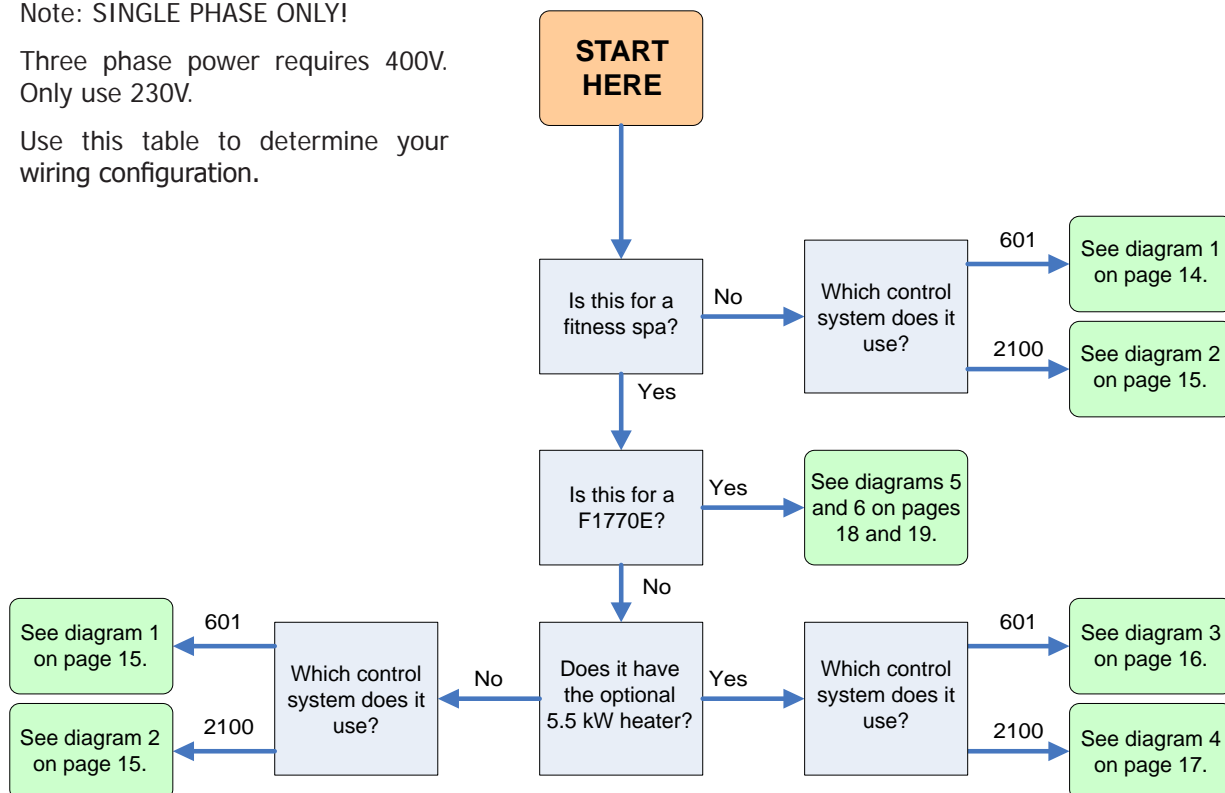 Note: SINGLE PHASE ONLY!
Three phase power requires 400V.
Only use 230V.
Use this table to determine your
wiring configuration.
START
HERE
Is this for a
fitness spa?
No
Which control
system does it
use?
601
See diagram 1
on page 14.
2100
See diagram 2
on page 15.
Yes
Is this for a
F1770E?
Yes
See diagrams 5
and 6 on pages
18 and 19.
No
Does it have
the optional
5.5 kW heater?
No
Which control
system does it
use?
601
See diagram 1
on page 15.
2100
See diagram 2
on page 15.
Yes
Which control
system does it
use?
601
See diagram 3
on page 16.
2100
See diagram 4
on page 17.